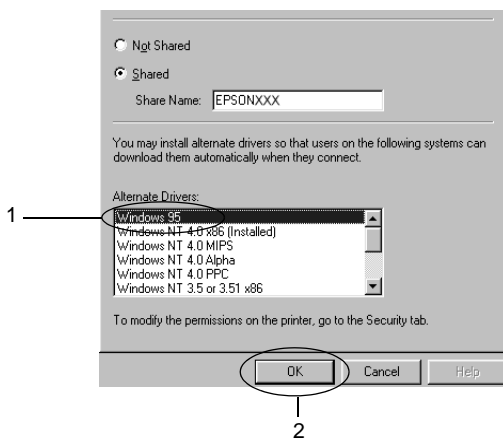 Not Shared
Shared
Share Name: EPSONXXX
You may install alternate drivers so that users on the following systems can
download them automatically when they connect.
Alternate Drivers:
1
Windows 95
Windows NT 4.0 x86 (Installed)
Windows NT 4.0 MIPS
Windows NT 4.0 Alpha
Windows NT 4.0 PPC
Windows NT 3.5 or 3.51 x86
To modify the permissions on the printer, go to the Security tab.
OK Cancel Help
2